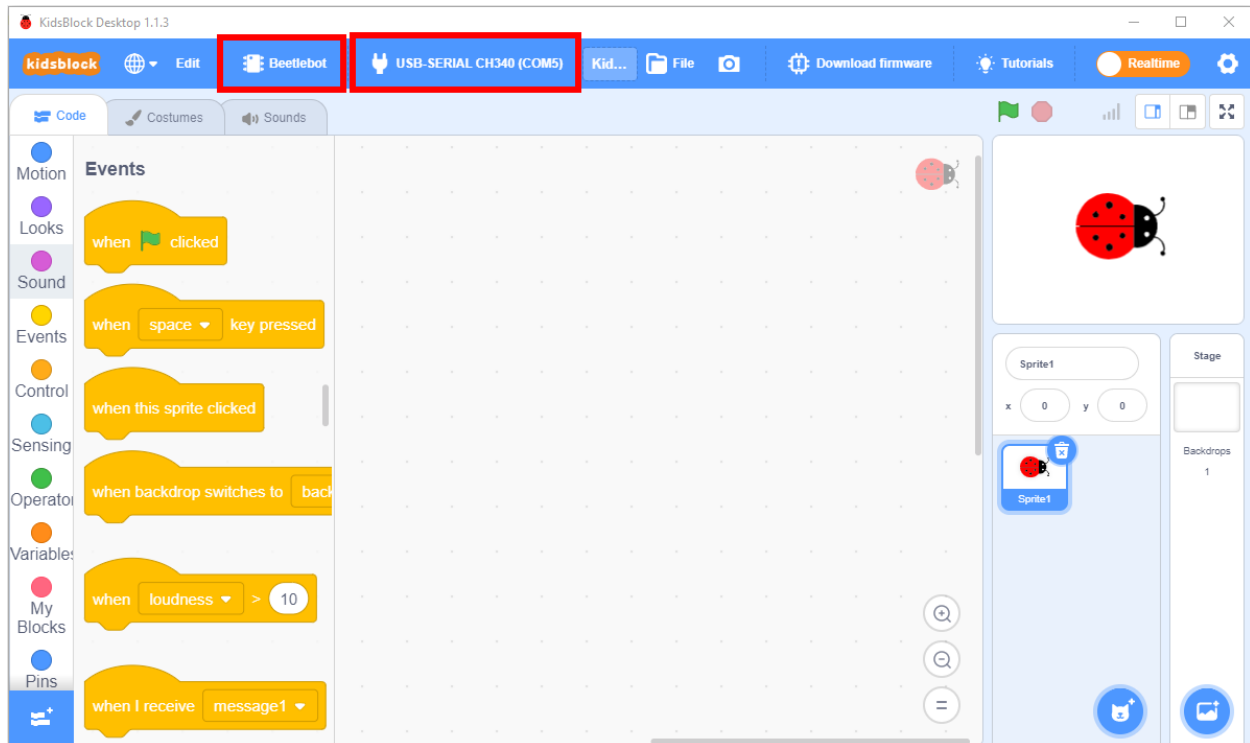 KidsBlock Desktop 1.1.3
kidsblock Edit Beetlebot USB-SERIAL CH340 (COM5) Kid... File Download firmware Tutorials Realtime
Code Costumes Sounds
Motion
Looks
Sound
Events
Control
Sensing
Operator
Variables
My
Blocks
Pins
Events
when clicked
when space key pressed
when this sprite clicked
when backdrop switches to back
when loudness > 10
when I receive message1
=
Sprite1
x 0 y 0
Sprite1
Stage
Backdrops
1